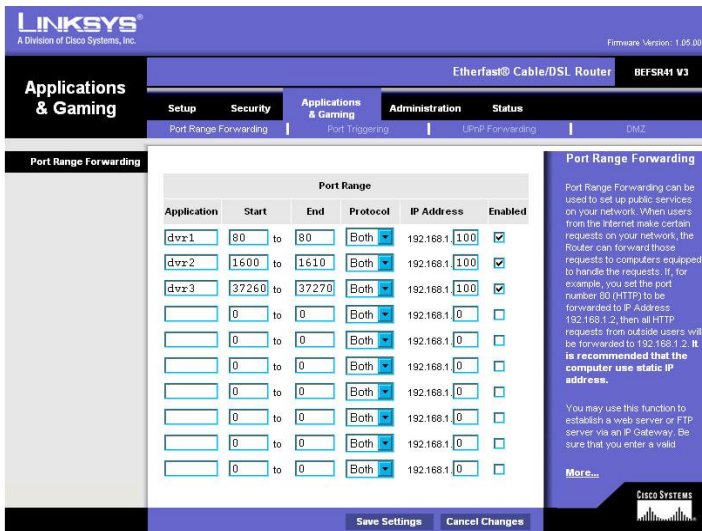 LINKSYS®
A Division of Cisco Systems, Inc.
Firmware Version: 1.05.00
Applications & Gaming
Etherfast® Cable/DSL Router
BEFSR41 V3
Setup Security Applications & Gaming Administration Status
Port Range Forwarding Port Triggering UPnP Forwarding DMZ
Port Range Forwarding
Port Range
Application Start End Protocol IP Address Enabled
dvr1 80 to 80 Both 192.168.1.100
dvr2 1600 to 1610 Both 192.168.1.100
dvr3 37260 to 37270 Both 192.168.1.100
0 to 0 Both 192.168.1.0
0 to 0 Both 192.168.1.0
0 to 0 Both 192.168.1.0
0 to 0 Both 192.168.1.0
0 to 0 Both 192.168.1.0
0 to 0 Both 192.168.1.0
0 to 0 Both 192.168.1.0
Port Range Forwarding
Port Range Forwarding can be
used to set up public services
on your network. When users
from the Internet make certain
requests on your network, the
Router can forward those
requests to computers equipped
to handle the requests. If, for
example, you set the port
number 80 (HTTP) to be
forwarded to IP Address
192.168.1.2, then all HTTP
requests from outside users will
be forwarded to 192.168.1.2. It
is recommended that the
computer use static IP
address.
You may use this function to
establish a web server or FTP
server via an IP Gateway. Be
sure that you enter a valid
More...
Save Settings Cancel Changes
CISCO SYSTEMS